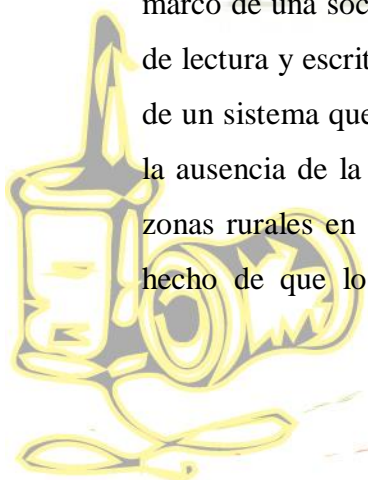 marco de una soc
de lectura y escrit
de un sistema que
la ausencia de la
zonas rurales en
hecho de que lo